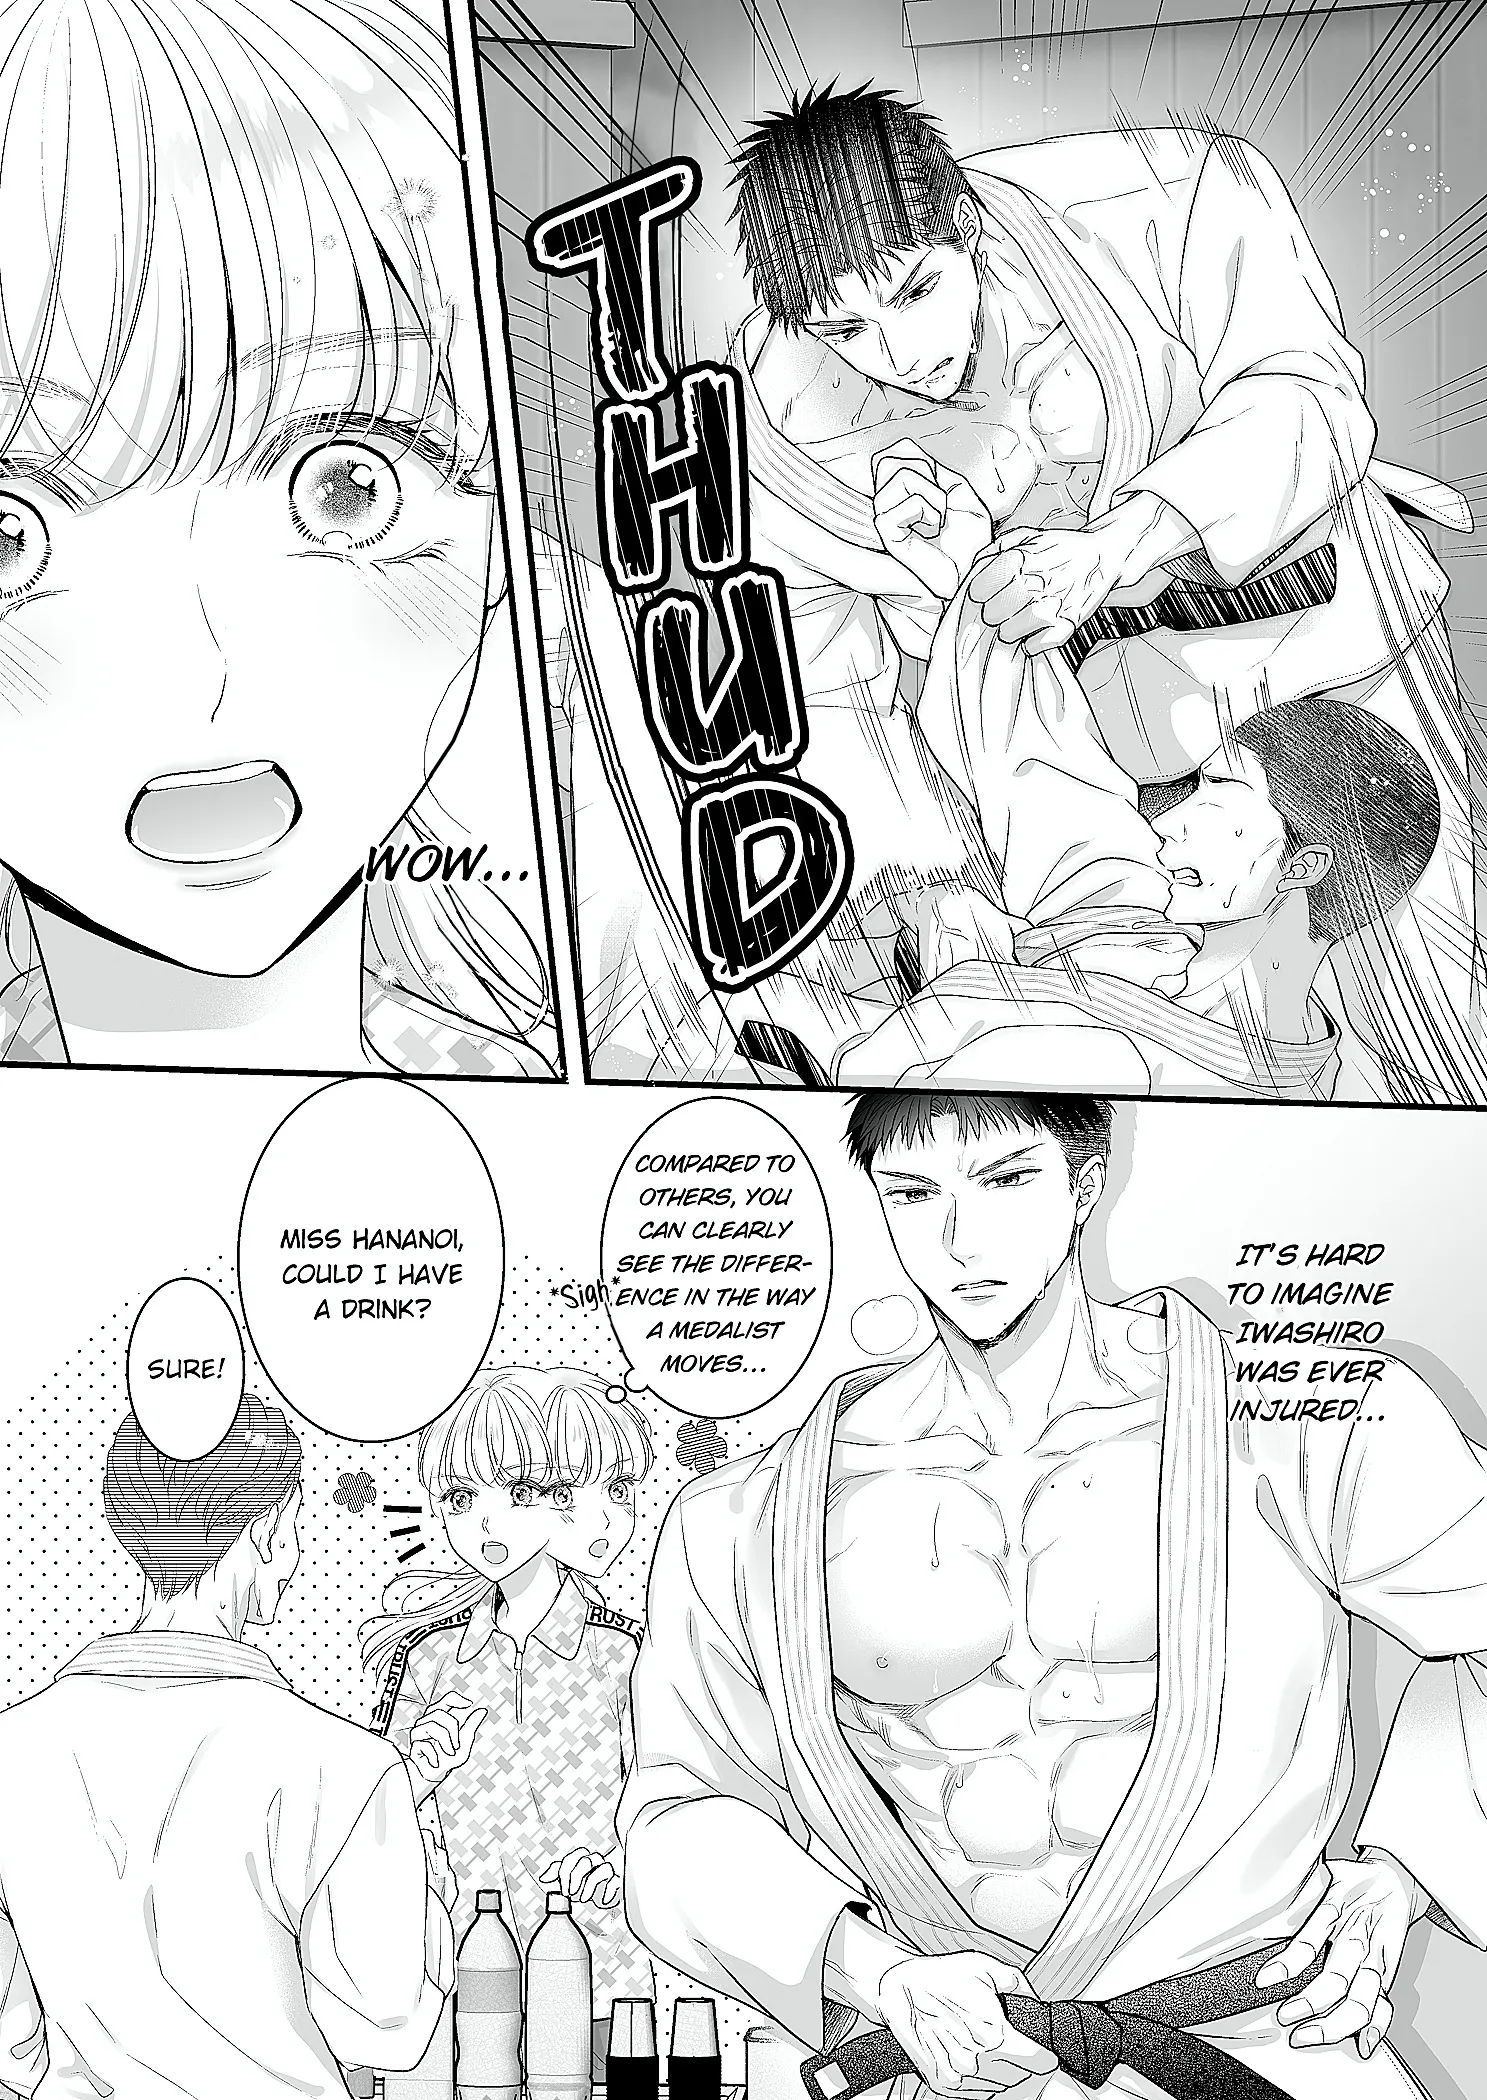 THUD
WOW...
IT'S HARD
TO IMAGINE
IWASHIRO
WAS EVER
INJURED...
COMPARED TO
OTHERS, YOU
CAN CLEARLY
SEE THE DIFFER-
ENCE IN THE WAY
A MEDALIST
MOVES...
*Sigh*
MISS HANANOI,
COULD I HAVE
A DRINK?
SURE!
TRUST
RUST